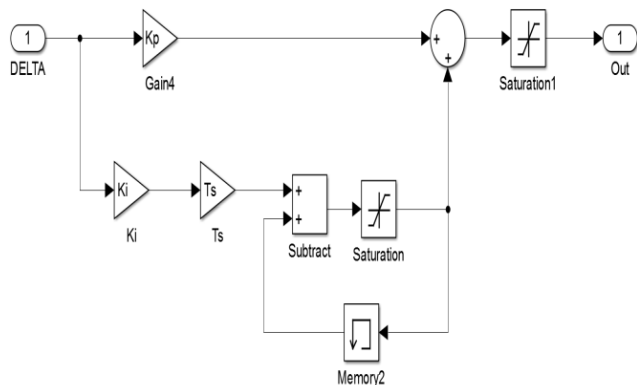 1
DELTA
Kp
Gain4
+
+
Saturation1
1
Out
Ki
Ki
Ts
Ts
+
+
Subtract
Saturation
Memory2